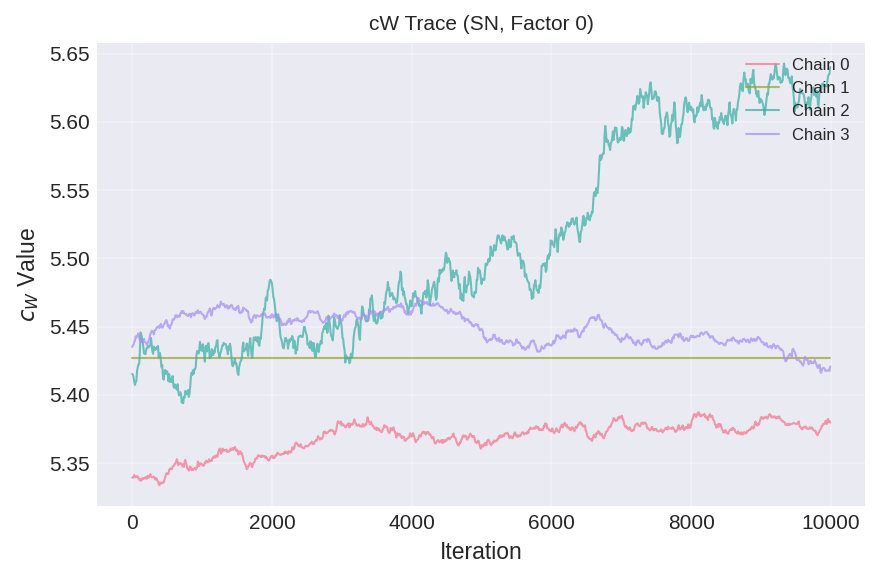 cW Trace (SN, Factor 0)
5.65
5.60
5.55
5.50
5.45
5.40
5.35
c_W Value
Chain 0
Chain 1
Chain 2
Chain 3
0 2000 4000 6000 8000 10000
Iteration